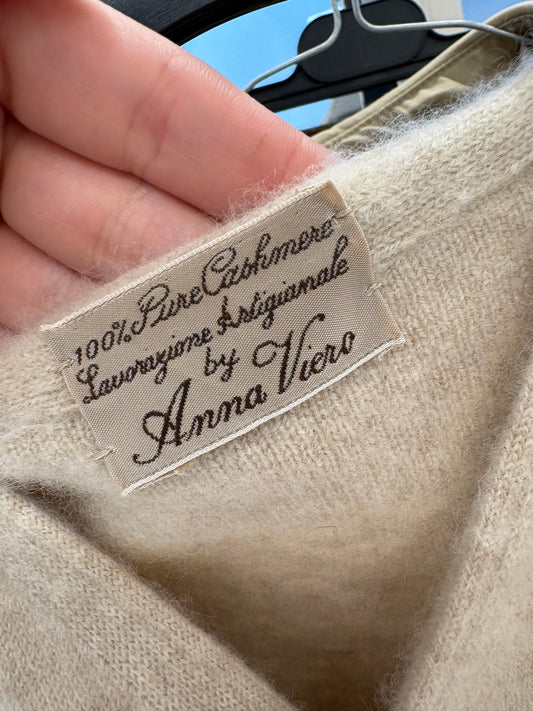 100% Pure Cashmere
Lavorazione Artigianale
by
Anna Viero